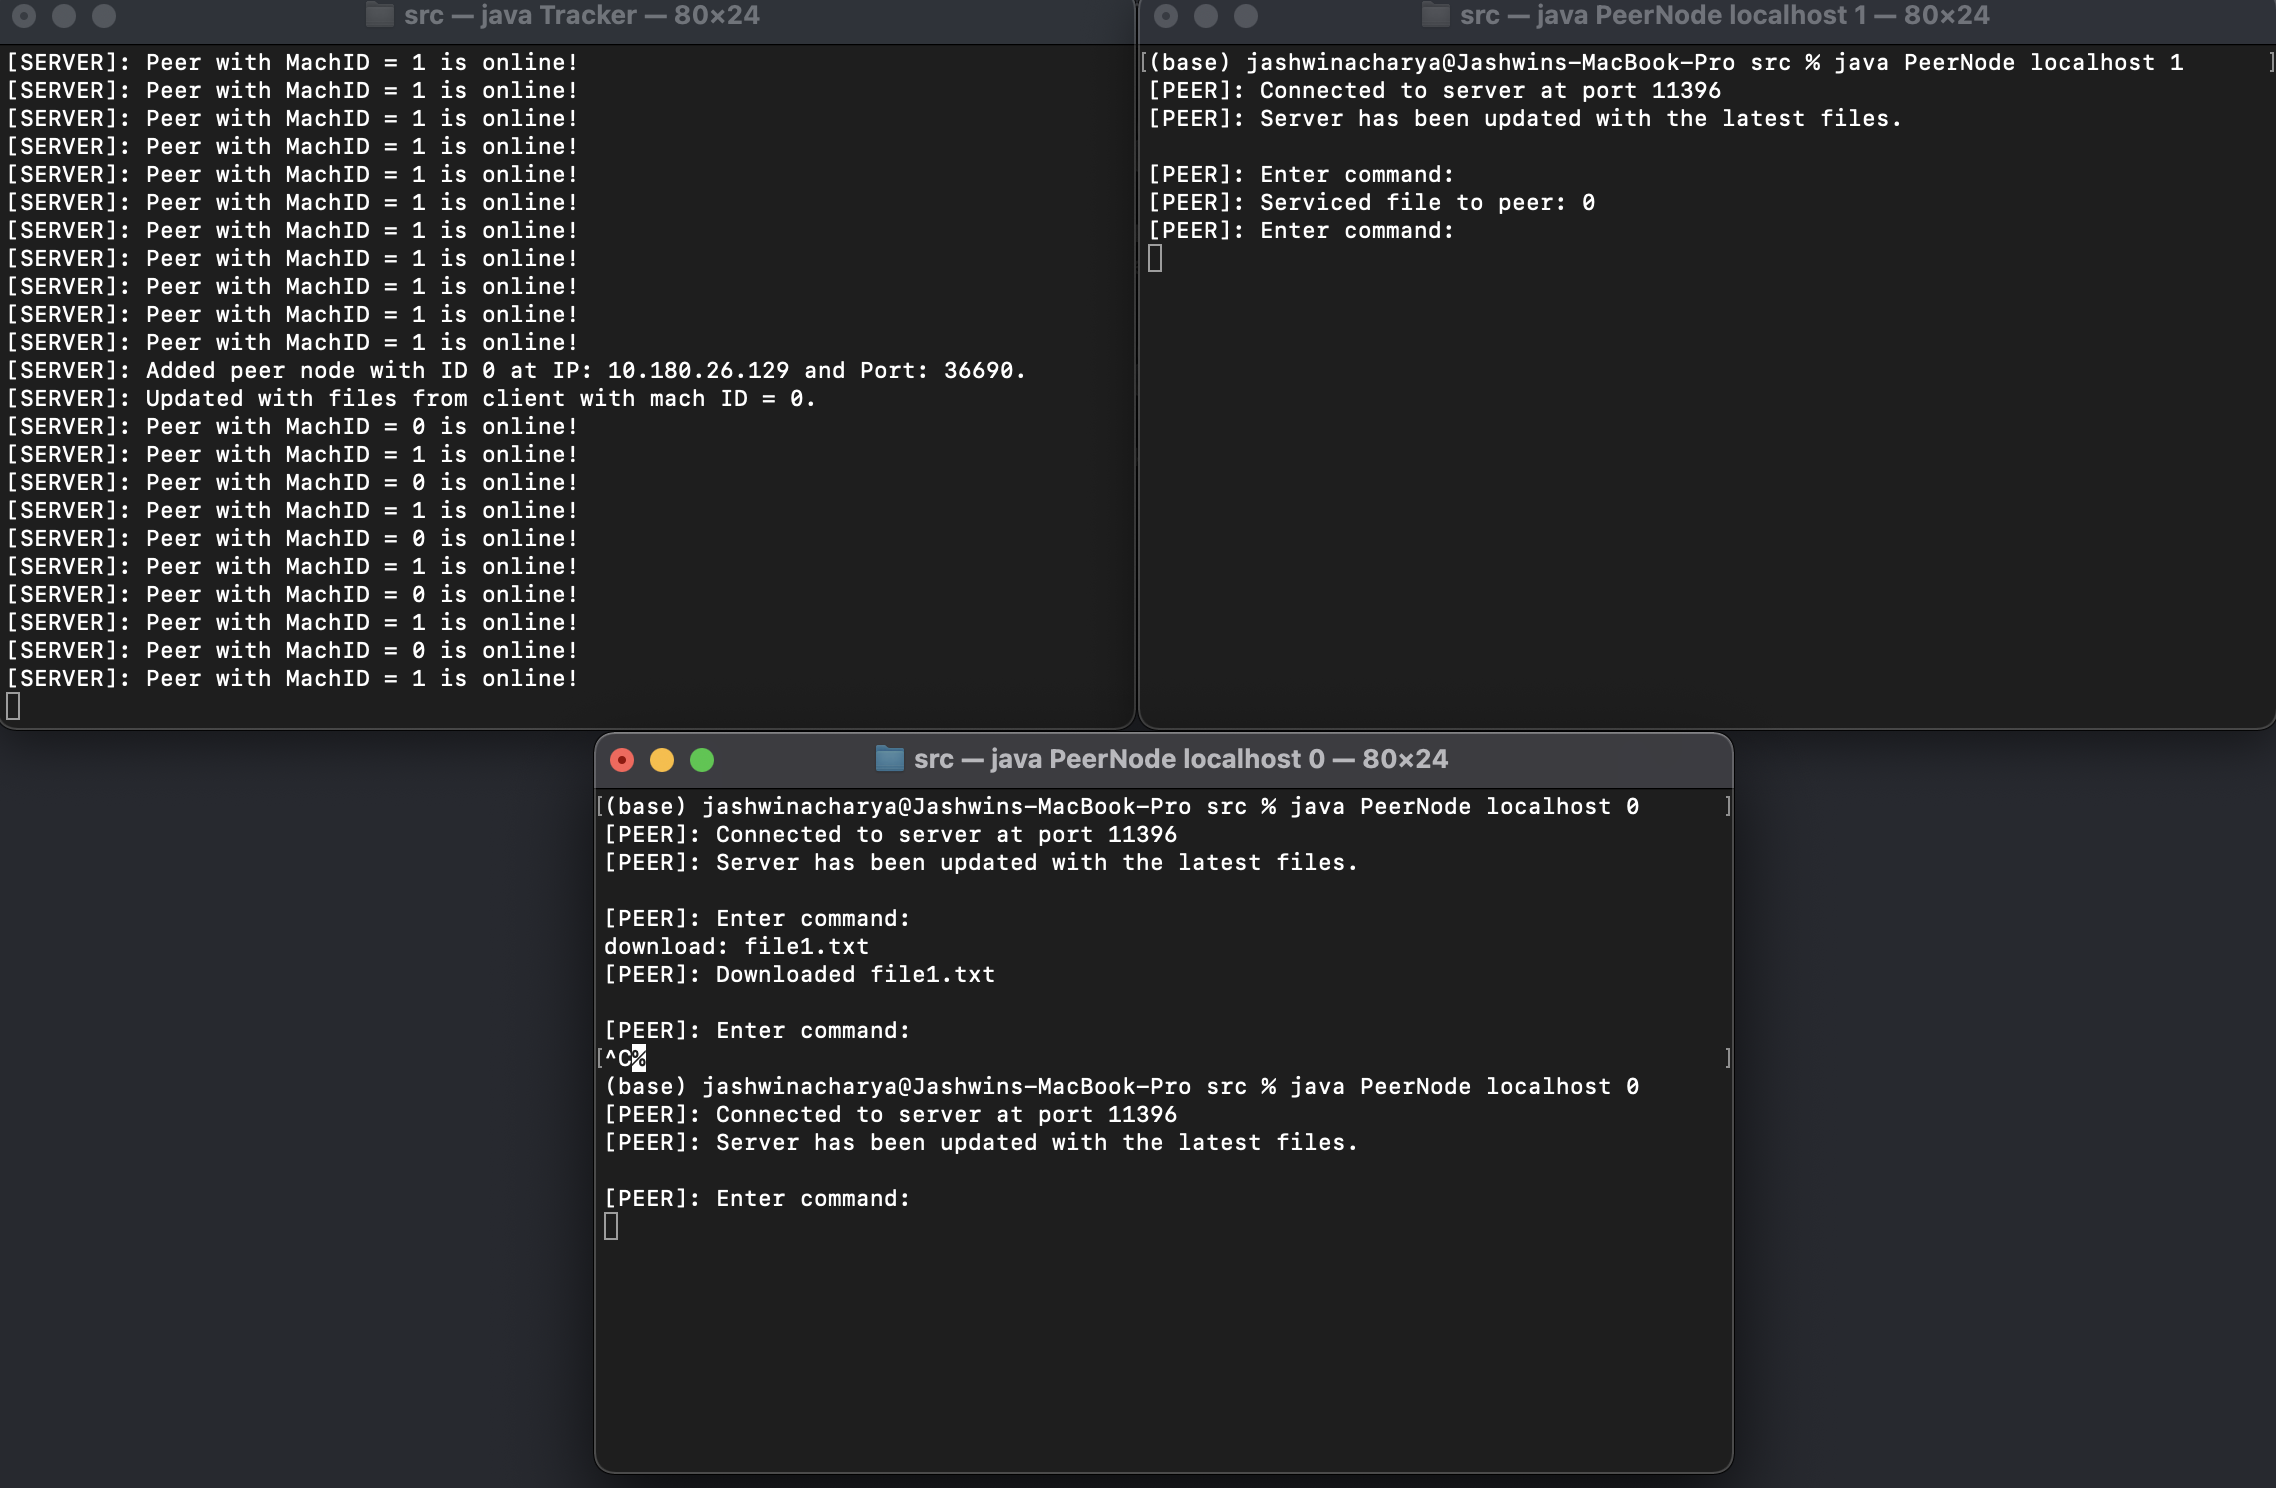 src — java Tracker — 80×24
[SERVER]: Peer with MachID = 1 is online!
[SERVER]: Peer with MachID = 1 is online!
[SERVER]: Peer with MachID = 1 is online!
[SERVER]: Peer with MachID = 1 is online!
[SERVER]: Peer with MachID = 1 is online!
[SERVER]: Peer with MachID = 1 is online!
[SERVER]: Peer with MachID = 1 is online!
[SERVER]: Peer with MachID = 1 is online!
[SERVER]: Peer with MachID = 1 is online!
[SERVER]: Peer with MachID = 1 is online!
[SERVER]: Peer with MachID = 1 is online!
[SERVER]: Added peer node with ID 0 at IP: 10.180.26.129 and Port: 36690.
[SERVER]: Updated with files from client with mach ID = 0.
[SERVER]: Peer with MachID = 0 is online!
[SERVER]: Peer with MachID = 1 is online!
[SERVER]: Peer with MachID = 0 is online!
[SERVER]: Peer with MachID = 1 is online!
[SERVER]: Peer with MachID = 0 is online!
[SERVER]: Peer with MachID = 1 is online!
[SERVER]: Peer with MachID = 0 is online!
[SERVER]: Peer with MachID = 1 is online!
[SERVER]: Peer with MachID = 0 is online!
[SERVER]: Peer with MachID = 1 is online!
src — java PeerNode localhost 1 — 80×24
[(base) jashwinacharya@Jashwins-MacBook-Pro src % java PeerNode localhost 1 ]
[PEER]: Connected to server at port 11396
[PEER]: Server has been updated with the latest files.
[PEER]: Enter command:
[PEER]: Serviced file to peer: 0
[PEER]: Enter command:
src — java PeerNode localhost 0 — 80×24
[(base) jashwinacharya@Jashwins-MacBook-Pro src % java PeerNode localhost 0 ]
[PEER]: Connected to server at port 11396
[PEER]: Server has been updated with the latest files.
[PEER]: Enter command:
download: file1.txt
[PEER]: Downloaded file1.txt
[PEER]: Enter command:
[^C% ]
(base) jashwinacharya@Jashwins-MacBook-Pro src % java PeerNode localhost 0
[PEER]: Connected to server at port 11396
[PEER]: Server has been updated with the latest files.
[PEER]: Enter command: